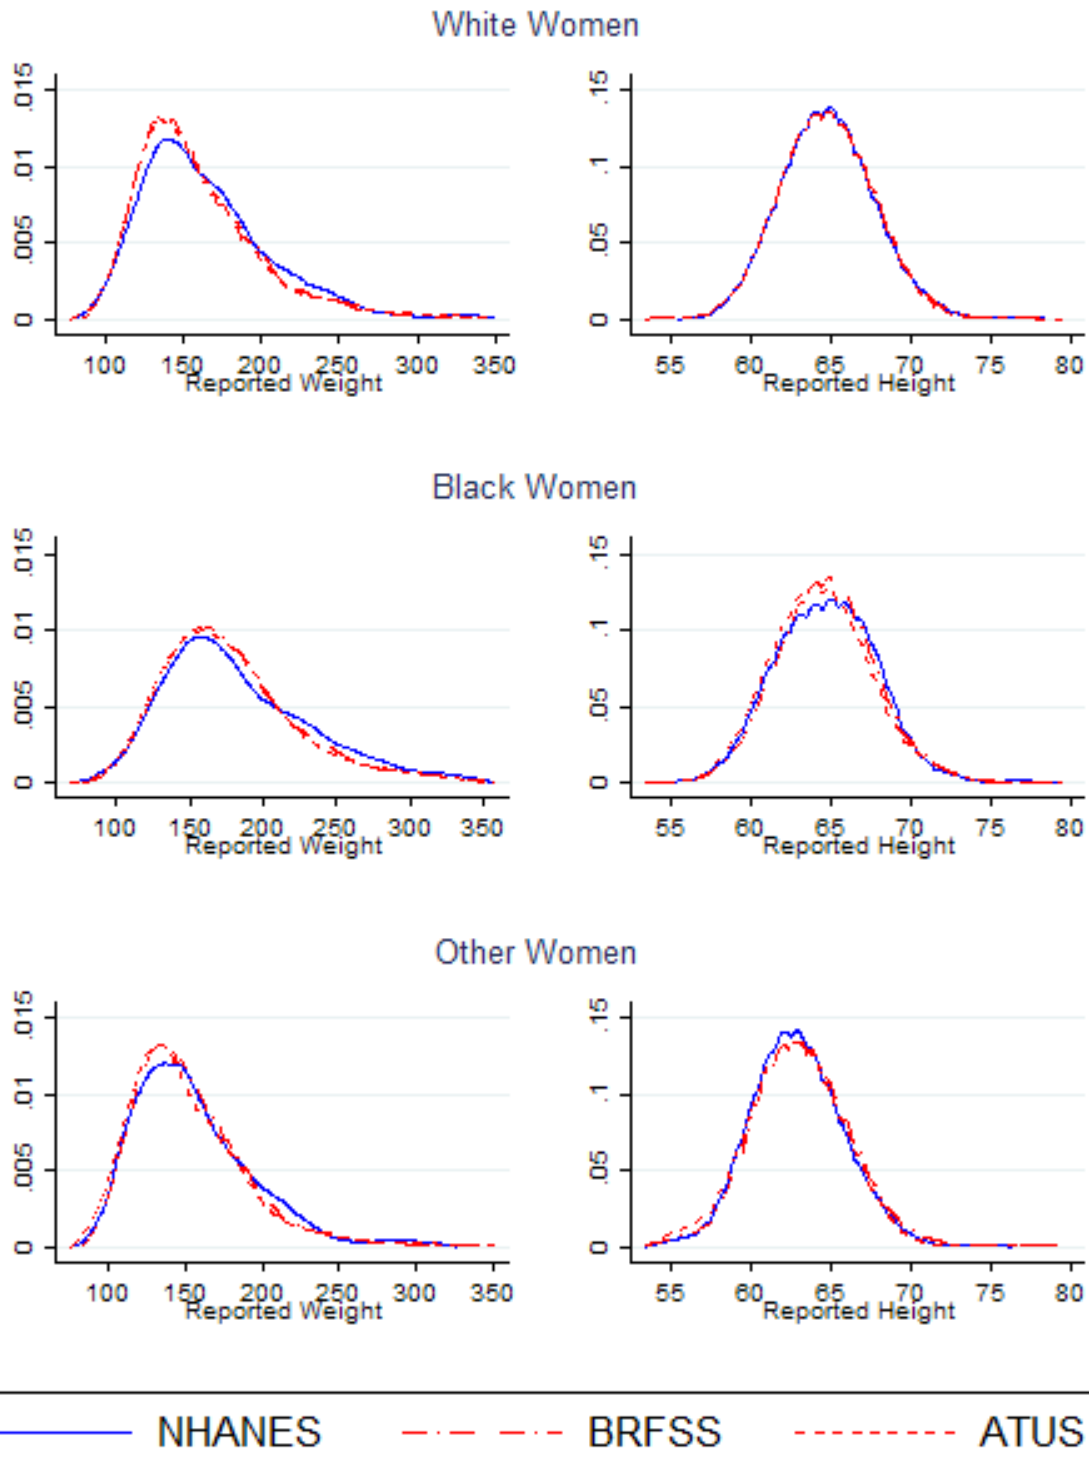 White Women
.015
.01
.005
0
100 150 200 250 300 350
Reported Weight
.15
.1
.05
0
55 60 65 70 75 80
Reported Height
Black Women
.015
.01
.005
0
100 150 200 250 300 350
Reported Weight
.15
.1
.05
0
55 60 65 70 75 80
Reported Height
Other Women
.015
.01
.005
0
100 150 200 250 300 350
Reported Weight
.15
.1
.05
0
55 60 65 70 75 80
Reported Height
NHANES BRFSS ATUS